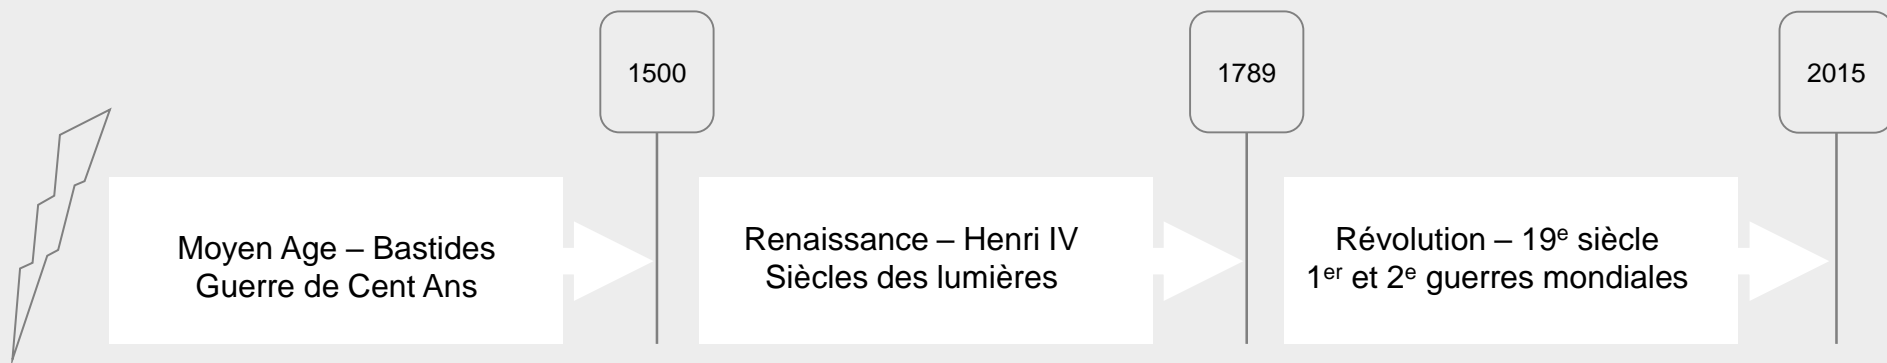 1500
1789
2015
Moyen Age – Bastides
Guerre de Cent Ans
Renaissance – Henri IV
Siècles des lumières
Révolution – 19e siècle
1er et 2e guerres mondiales